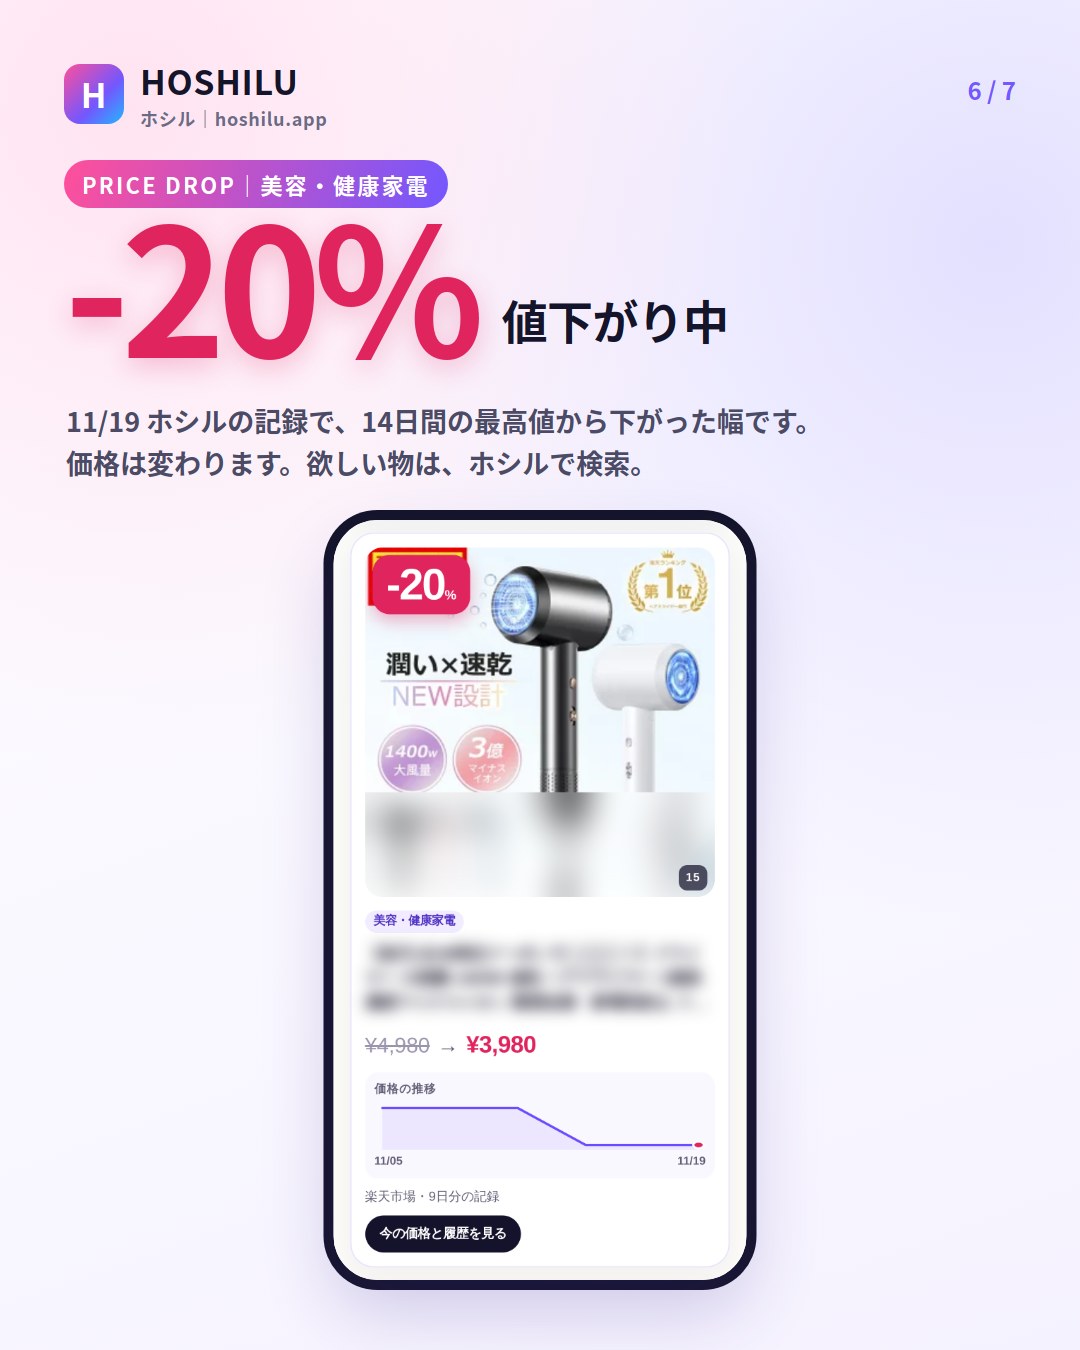 H
HOSHILU
ホシル｜hoshilu.app
6 / 7
PRICE DROP｜美容・健康家電
-20%
値下がり中
11/19 ホシルの記録で、14日間の最高値から下がった幅です。
価格は変わります。欲しい物は、ホシルで検索。
-20%
第1位
潤い×速乾
NEW設計
1400w
大風量
3億
マイナス
イオン
15
美容・健康家電
¥4,980 → ¥3,980
価格の推移
11/05
11/19
楽天市場・9日分の記録
今の価格と履歴を見る